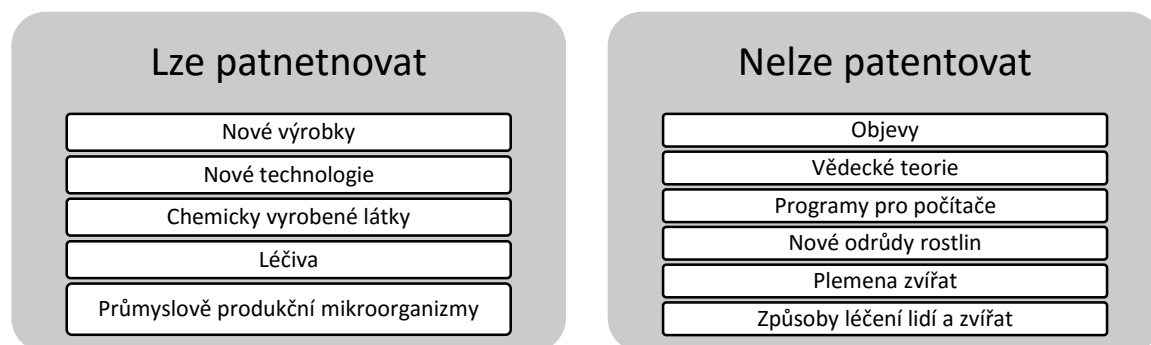 Lze patnetnovat
Nové výrobky
Nové technologie
Chemicky vyrobené látky
Léčiva
Průmyslově produkční mikroorganizmy
Nelze patentovat
Objevy
Vědecké teorie
Programy pro počítače
Nové odrůdy rostlin
Plemena zvířat
Způsoby léčení lidí a zvířat